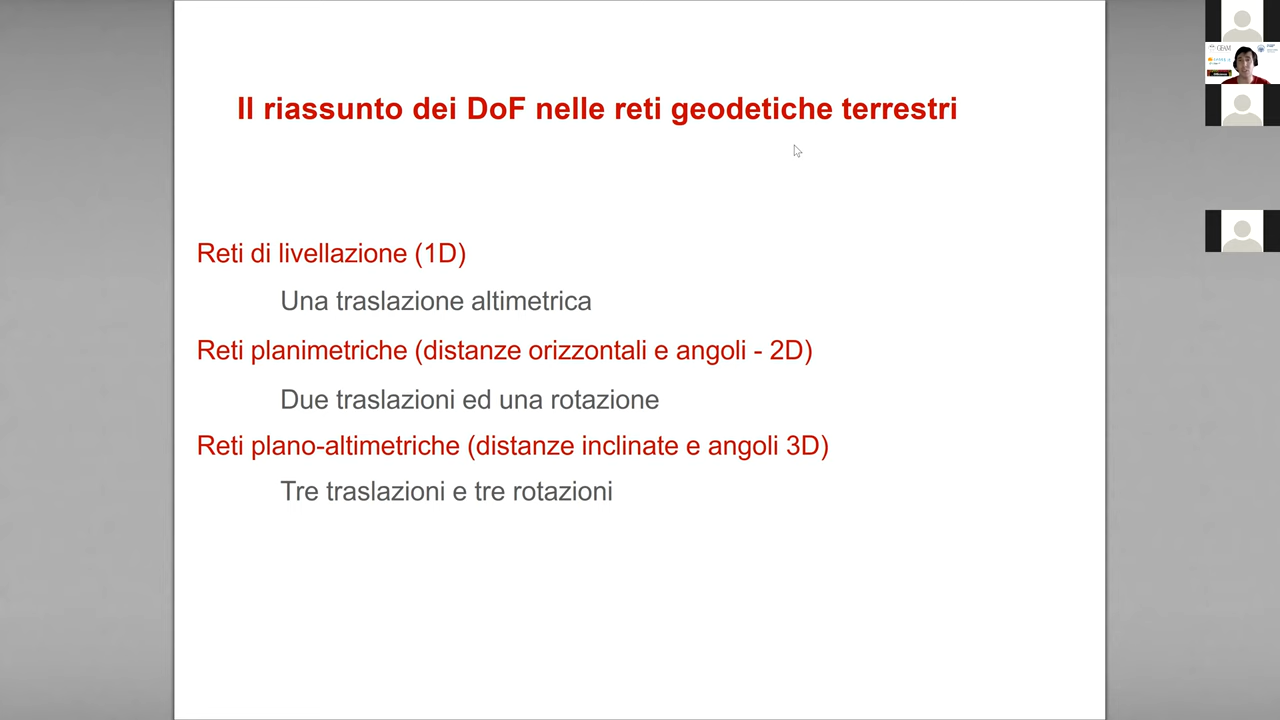 Il riassunto dei DoF nelle reti geodetiche terrestri
Reti di livellazione (1D)
Una traslazione altimetrica
Reti planimetriche (distanze orizzontali e angoli - 2D)
Due traslazioni ed una rotazione
Reti plano-altimetriche (distanze inclinate e angoli 3D)
Tre traslazioni e tre rotazioni
GEAM